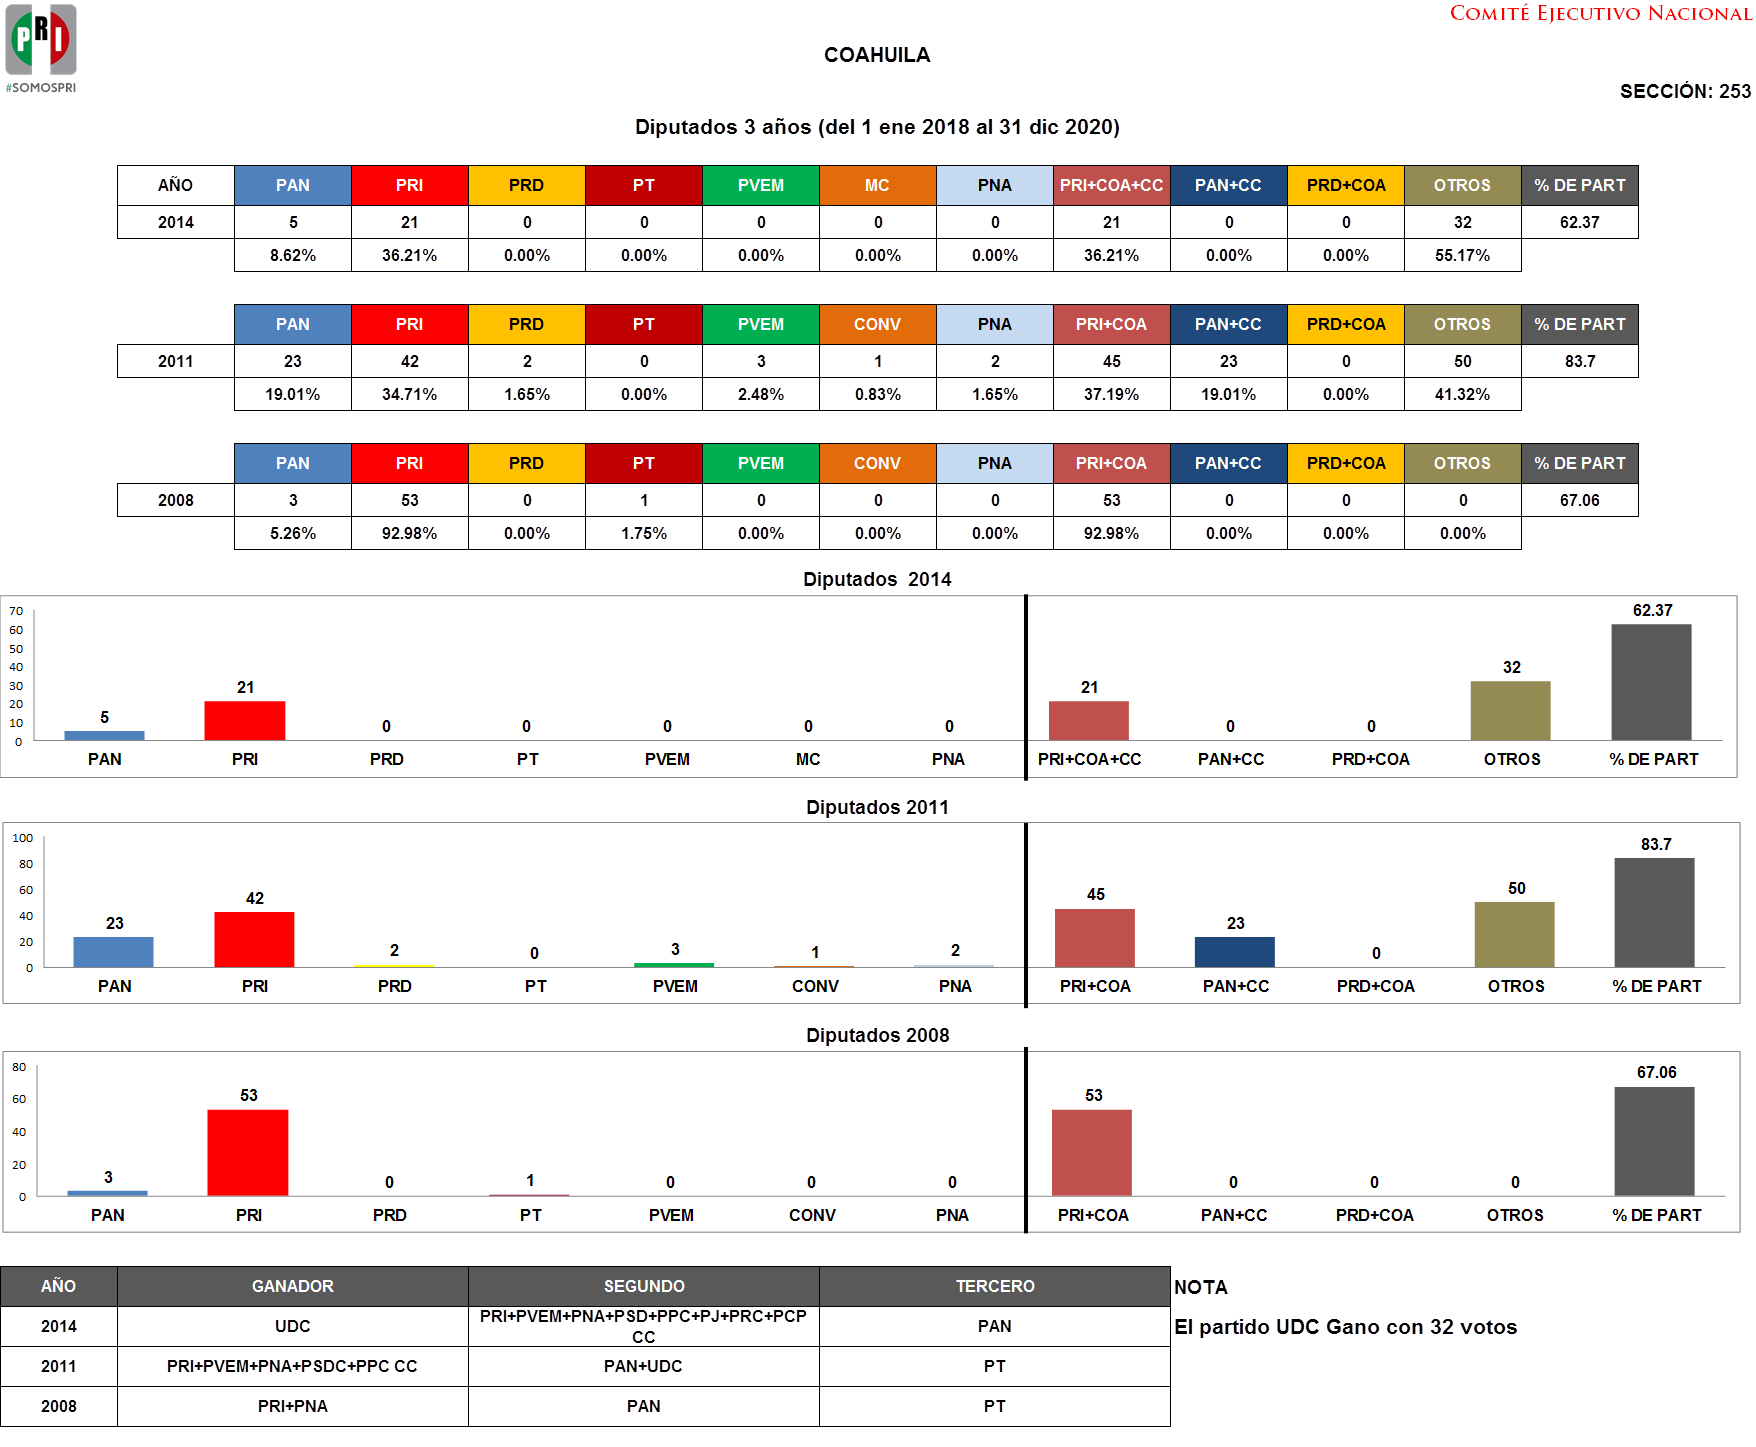 PRI
#SOMOSPRI
COMITÉ EJECUTIVO NACIONAL
COAHUILA
SECCIÓN: 253
Diputados 3 años (del 1 ene 2018 al 31 dic 2020)
AÑO PAN PRI PRD PT PVEM MC PNA PRI+COA+CC PAN+CC PRD+COA OTROS % DE PART
2014 5 21 0 0 0 0 0 21 0 0 32 62.37
8.62% 36.21% 0.00% 0.00% 0.00% 0.00% 0.00% 36.21% 0.00% 0.00% 55.17%
PAN PRI PRD PT PVEM CONV PNA PRI+COA PAN+CC PRD+COA OTROS % DE PART
2011 23 42 2 0 3 1 2 45 23 0 50 83.7
19.01% 34.71% 1.65% 0.00% 2.48% 0.83% 1.65% 37.19% 19.01% 0.00% 41.32%
PAN PRI PRD PT PVEM CONV PNA PRI+COA PAN+CC PRD+COA OTROS % DE PART
2008 3 53 0 1 0 0 0 53 0 0 0 67.06
5.26% 92.98% 0.00% 1.75% 0.00% 0.00% 0.00% 92.98% 0.00% 0.00% 0.00%
Diputados 2014
70
60
50
40
30
20
10
0
5 21 0 0 0 0 0 21 0 0 32 62.37
PAN PRI PRD PT PVEM MC PNA PRI+COA+CC PAN+CC PRD+COA OTROS % DE PART
Diputados 2011
100
80
60
40
20
0
23 42 2 0 3 1 2 45 23 0 50 83.7
PAN PRI PRD PT PVEM CONV PNA PRI+COA PAN+CC PRD+COA OTROS % DE PART
Diputados 2008
80
60
40
20
0
3 53 0 1 0 0 0 53 0 0 0 67.06
PAN PRI PRD PT PVEM CONV PNA PRI+COA PAN+CC PRD+COA OTROS % DE PART
AÑO GANADOR SEGUNDO TERCERO NOTA
2014 UDC PRI+PVEM+PNA+PSD+PPC+PJ+PRC+PCP
CC PAN El partido UDC Gano con 32 votos
2011 PRI+PVEM+PNA+PSDC+PPC CC PAN+UDC PT
2008 PRI+PNA PAN PT